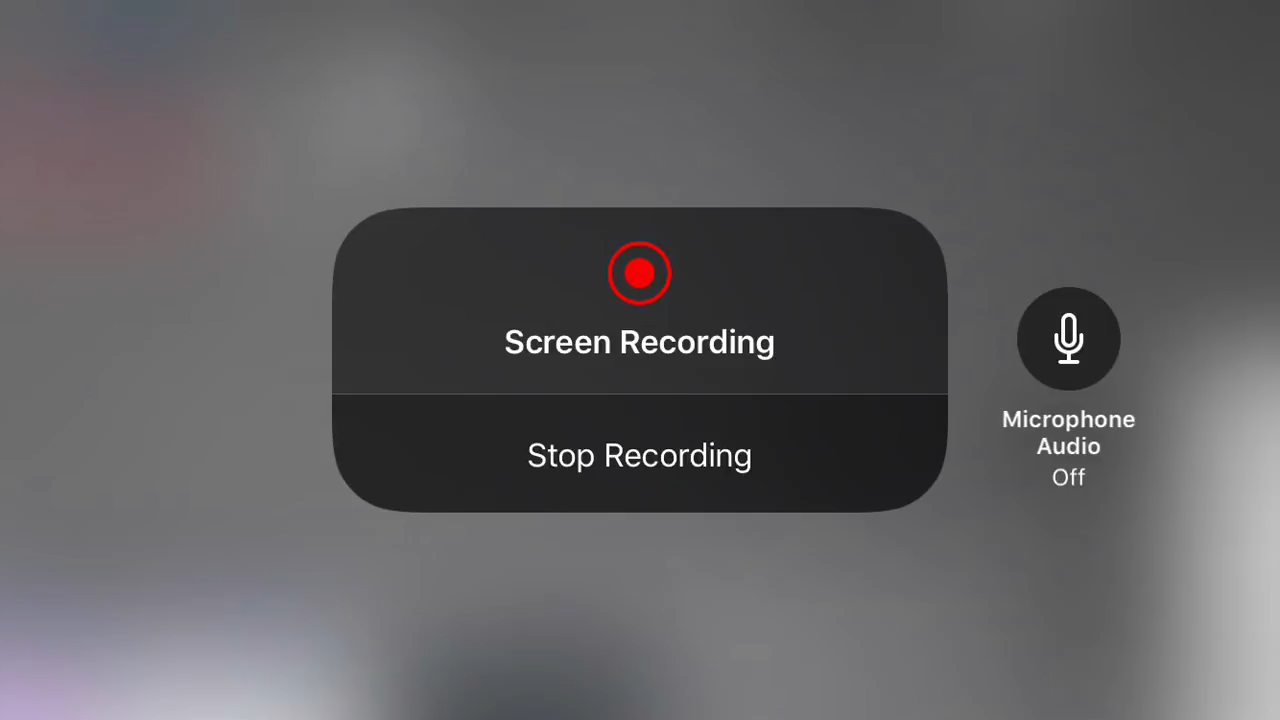 Screen Recording
Stop Recording
Microphone
Audio
Off